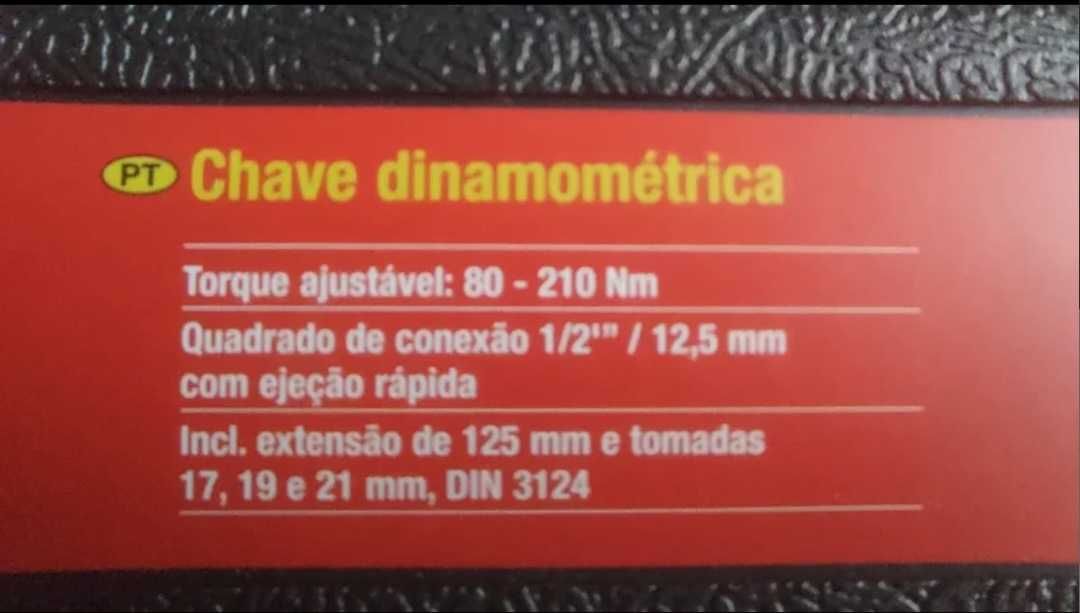 PT Chave dinamométrica
Torque ajustável: 80 - 210 Nm
Quadrado de conexão 1/2'” / 12,5 mm
com ejeção rápida
Incl. extensão de 125 mm e tomadas
17, 19 e 21 mm, DIN 3124